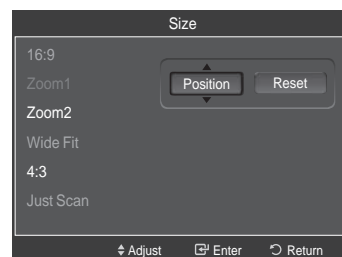 Size
16:9
Zoom1
Position Reset
Zoom2
Wide Fit
4:3
Just Scan
Adjust Enter Return